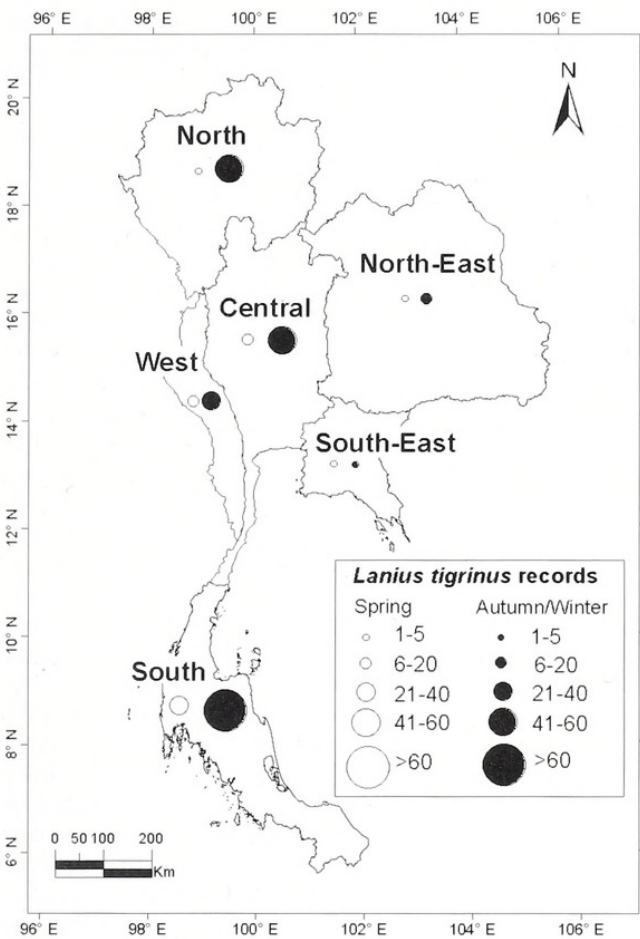 96° E 98° E 100° E 102° E 104° E 106° E
N
20° N
North
18° N
North-East
Central
16° N
West
14° N
South-East
12° N
Lanius tigrinus records
Spring Autumn/Winter
1-5 1-5
10° N
6-20 6-20
South
21-40 21-40
41-60 41-60
8° N
>60 >60
0 50 100 200
Km
6° N
96° E 98° E 100° E 102° E 104° E 106° E